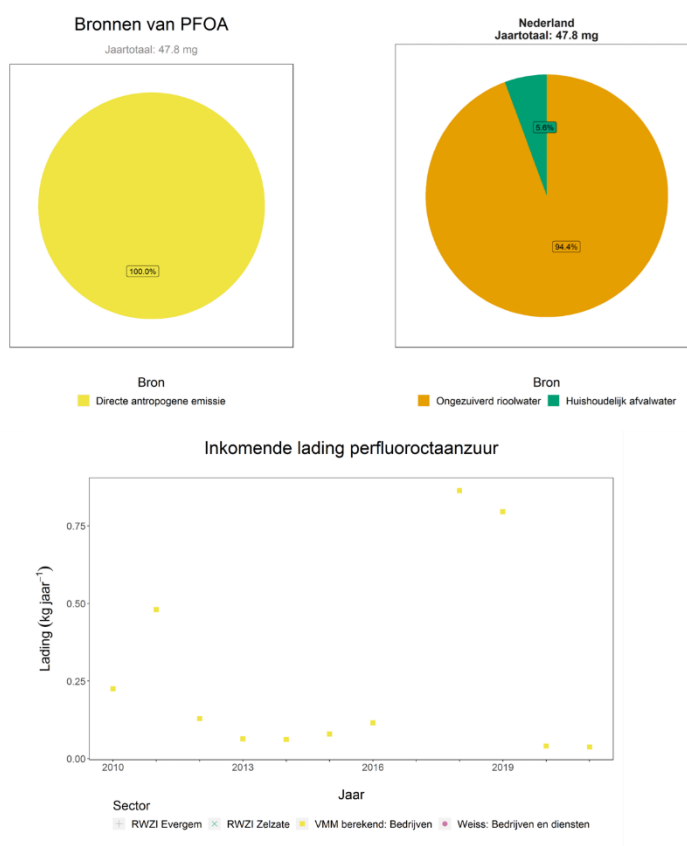 Bronnen van PFOA
Jaartotaal: 47.8 mg
100.0%
Bron
Directe antropogene emissie
Nederland
Jaartotaal: 47.8 mg
5.6%
94.4%
Bron
Ongezuiverd rioolwater Huishoudelijk afvalwater
Inkomende lading perfluoroctaanzuur
Lading (kg jaar⁻¹)
0.75
0.50
0.25
0.00
2010 2013 2016 2019
Jaar
Sector
RWZI Evergem RWZI Zelzate VMM berekend: Bedrijven Weiss: Bedrijven en diensten